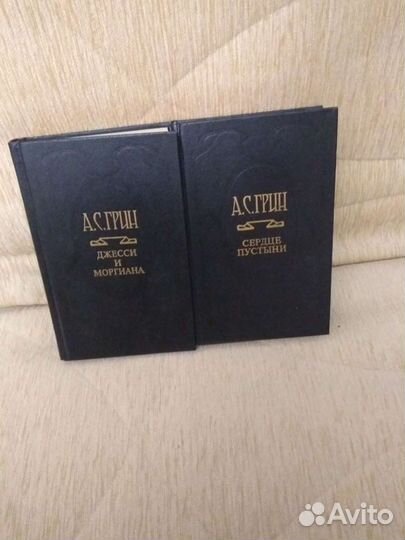 А.С.ГРИН
ДЖЕССИ
И
МОРГИАНА
А.С.ГРИН
СЕРДЦЕ
ПУСТЫНИ
Avito